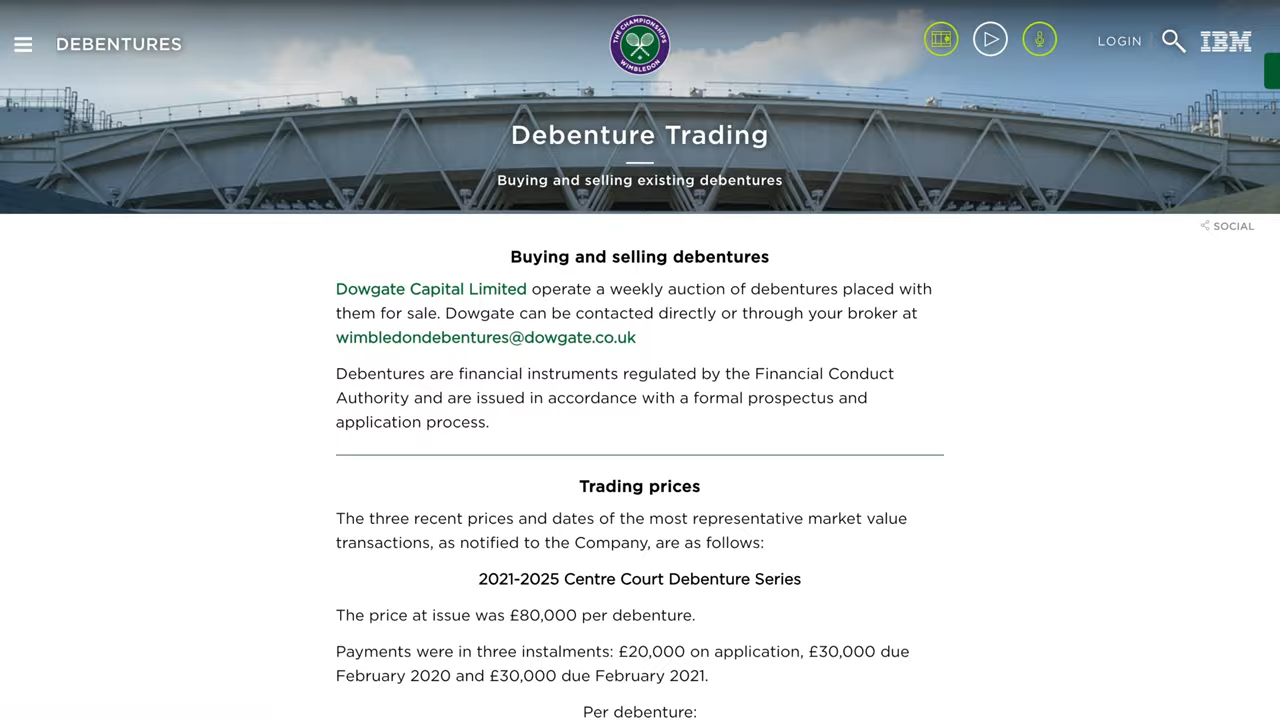 DEBENTURES
THE CHAMPIONSHIPS
WIMBLEDON
LOGIN
IBM
Debenture Trading
Buying and selling existing debentures
SOCIAL
Buying and selling debentures
Dowgate Capital Limited operate a weekly auction of debentures placed with
them for sale. Dowgate can be contacted directly or through your broker at
wimbledondebentures@dowgate.co.uk
Debentures are financial instruments regulated by the Financial Conduct
Authority and are issued in accordance with a formal prospectus and
application process.
Trading prices
The three recent prices and dates of the most representative market value
transactions, as notified to the Company, are as follows:
2021-2025 Centre Court Debenture Series
The price at issue was £80,000 per debenture.
Payments were in three instalments: £20,000 on application, £30,000 due
February 2020 and £30,000 due February 2021.
Per debenture: